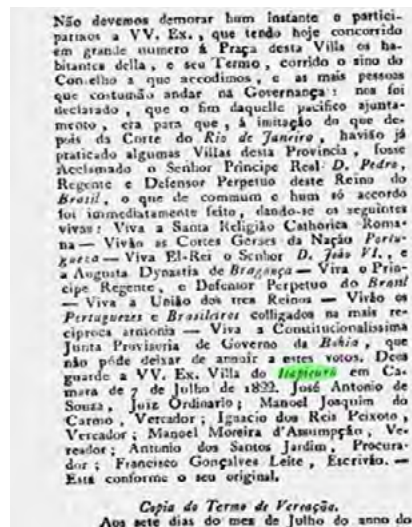 Não devemos demorar hum instante o partici-
parmos a VV. Ex., que tendo hoje concorrido
em grande numero á Praça desta Villa os ha-
bitantes della, e seu Termo, corrido o sino do
Conselho a que accodimos, e as mais pessoas
que costumão andar na Governança: nos foi
declarado, que o fim daquelle pacifico ajunta-
mento, era para que, á imitação do que de-
pois da Corte do Rio de Janeiro, havião já
praticado algumas Villas desta Provincia, fosse
Acclamado o Senhor Principe Real D. Pedro,
Regente e Defensor Perpetuo deste Reino do
Brasil, o que de commum e hum só accordo
foi immediatamente feito, dando-se os seguintes
vivas: Viva a Santa Religião Catholica Roma-
na — Vivão as Cortes Geraes da Nação Portu-
gueza — Viva El-Rei o Senhor D. João VI., e
a Augusta Dynastia de Bragança — Viva o Prin-
cipe Regente, e Defensor Perpetuo do Brasil
— Viva a União dos tres Reinos — Vivão os
Portuguezes e Brasileiros colligados na mais re-
ciproca armonia — Viva a Constitucionalissima
Junta Provisoria de Governo da Bahia, que
não póde deixar de annuir a estes votos. Deos
guarde a VV. Ex. Villa do Itapicurú em Ca-
mara de 7 de Julho de 1822. José Antonio de
Souza, Juiz Ordinario; Manoel Joaquim do
Carmo, Vereador; Ignacio dos Reis Peixoto,
Vereador; Manoel Moreira d'Assumpção, Ve-
reador; Antonio dos Santos Jardim, Procura-
dor; Francisco Gonçalves Leite, Escrivão. —
Está conforme o seu original.
Copia do Termo de Vereação.
Aos sete dias do mez de Julho do anno do